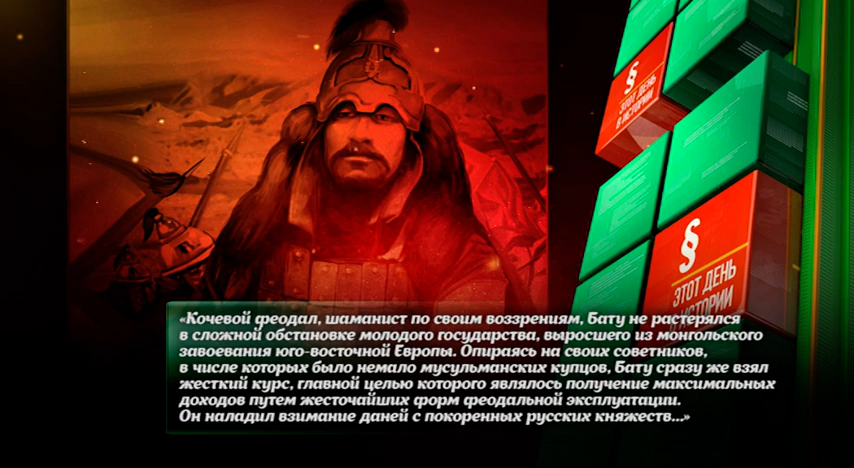 §
ЭТОТ ДЕНЬ
В ИСТОРИИ
§
ЭТОТ ДЕНЬ
В ИСТОРИИ
«Кочевой феодал, шаманист по своим воззрениям, Бату не растерялся
в сложной обстановке молодого государства, выросшего из монгольского
завоевания юго-восточной Европы. Опираясь на своих советников,
в числе которых было немало мусульманских купцов, Бату сразу же взял
жесткий курс, главной целью которого являлось получение максимальных
доходов путем жесточайших форм феодальной эксплуатации.
Он наладил взимание даней с покоренных русских княжеств...»